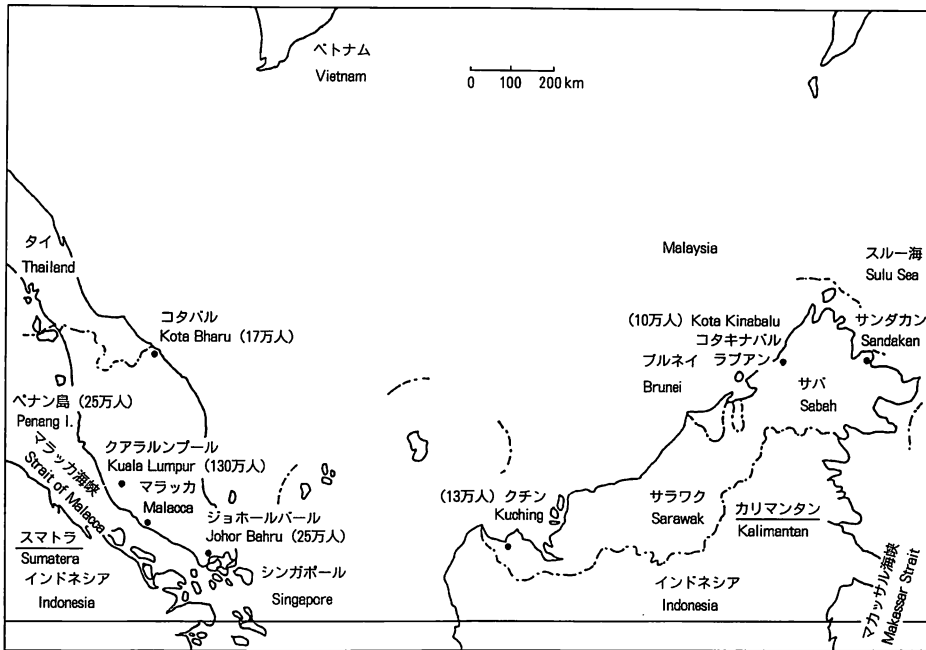 ベトナム
Vietnam
0 100 200 km
タイ
Thailand
Malaysia
スルー海
Sulu Sea
コタバル
Kota Bharu (17万人)
(10万人) Kota Kinabalu
コタキナバル
サンダカン
Sandakan
ブルネイ
Brunei
ラブアン
サバ
Sabah
ペナン島 (25万人)
Penang I.
マラッカ海峡
Strait of Malacca
クアラルンプール
Kuala Lumpur (130万人)
マラッカ
Malacca
ジョホールバール
Johor Bahru (25万人)
(13万人) クチン
Kuching
サラワク
Sarawak
カリマンタン
Kalimantan
スマトラ
Sumatera
インドネシア
Indonesia
シンガポール
Singapore
インドネシア
Indonesia
マカッサル海峡
Makassar Strait